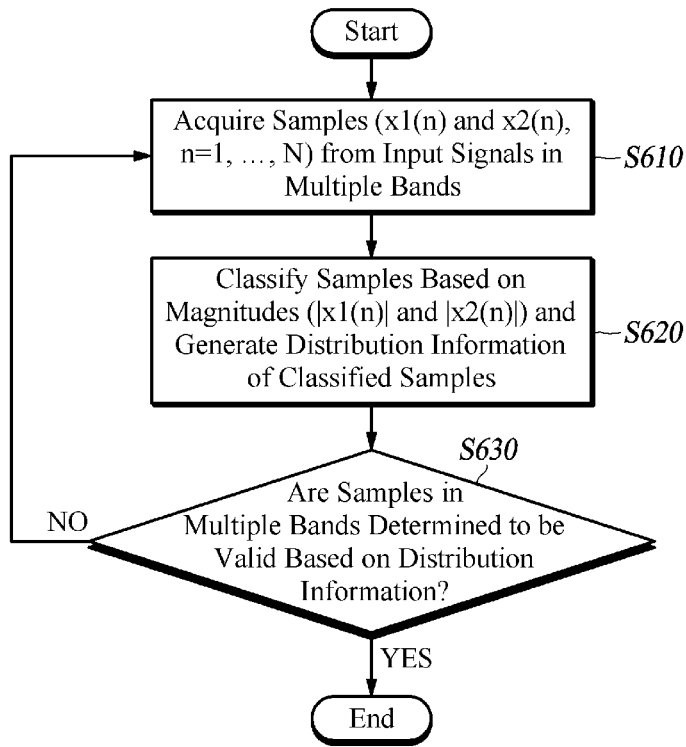 Start
Acquire Samples (x1(n) and x2(n),
n=1, ..., N) from Input Signals in
Multiple Bands
S610
Classify Samples Based on
Magnitudes (|x1(n)| and |x2(n)|) and
Generate Distribution Information
of Classified Samples
S620
S630
Are Samples in
Multiple Bands Determined to be
Valid Based on Distribution
Information?
NO
YES
End